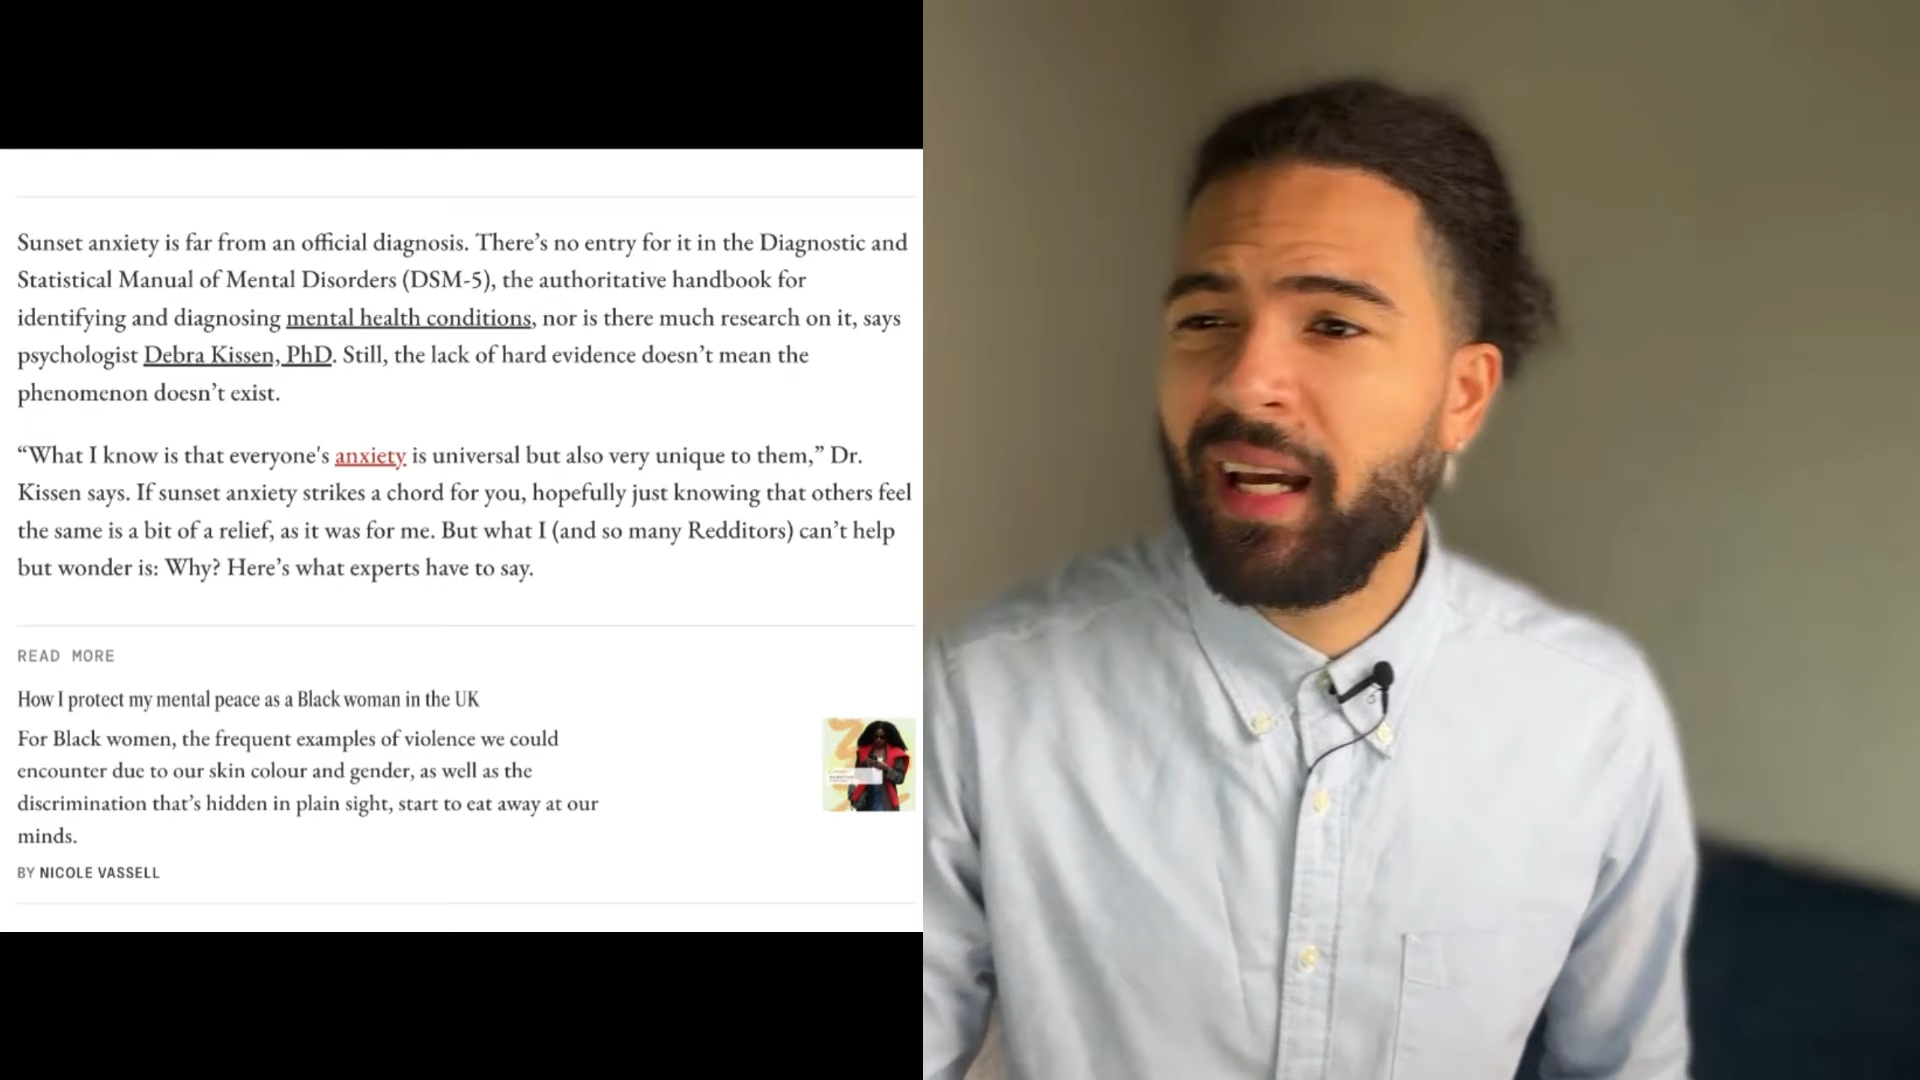 Sunset anxiety is far from an official diagnosis. There’s no entry for it in the Diagnostic and
Statistical Manual of Mental Disorders (DSM-5), the authoritative handbook for
identifying and diagnosing mental health conditions, nor is there much research on it, says
psychologist Debra Kissen, PhD. Still, the lack of hard evidence doesn’t mean the
phenomenon doesn’t exist.
“What I know is that everyone's anxiety is universal but also very unique to them,” Dr.
Kissen says. If sunset anxiety strikes a chord for you, hopefully just knowing that others feel
the same is a bit of a relief, as it was for me. But what I (and so many Redditors) can’t help
but wonder is: Why? Here’s what experts have to say.
READ MORE
How I protect my mental peace as a Black woman in the UK
For Black women, the frequent examples of violence we could
encounter due to our skin colour and gender, as well as the
discrimination that’s hidden in plain sight, start to eat away at our
minds.
BY NICOLE VASSELL